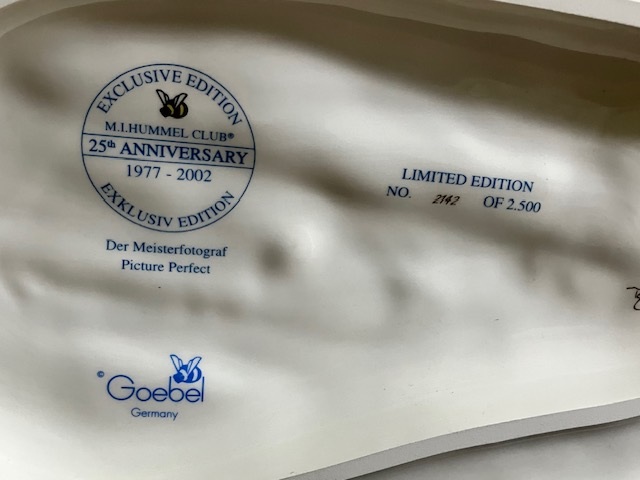 EXCLUSIVE EDITION
M.I.HUMMEL CLUB®
25th ANNIVERSARY
1977 - 2002
EXKLUSIV EDITION
Der Meisterfotograf
Picture Perfect
LIMITED EDITION
NO. 2142 OF 2.500
© Goebel
Germany